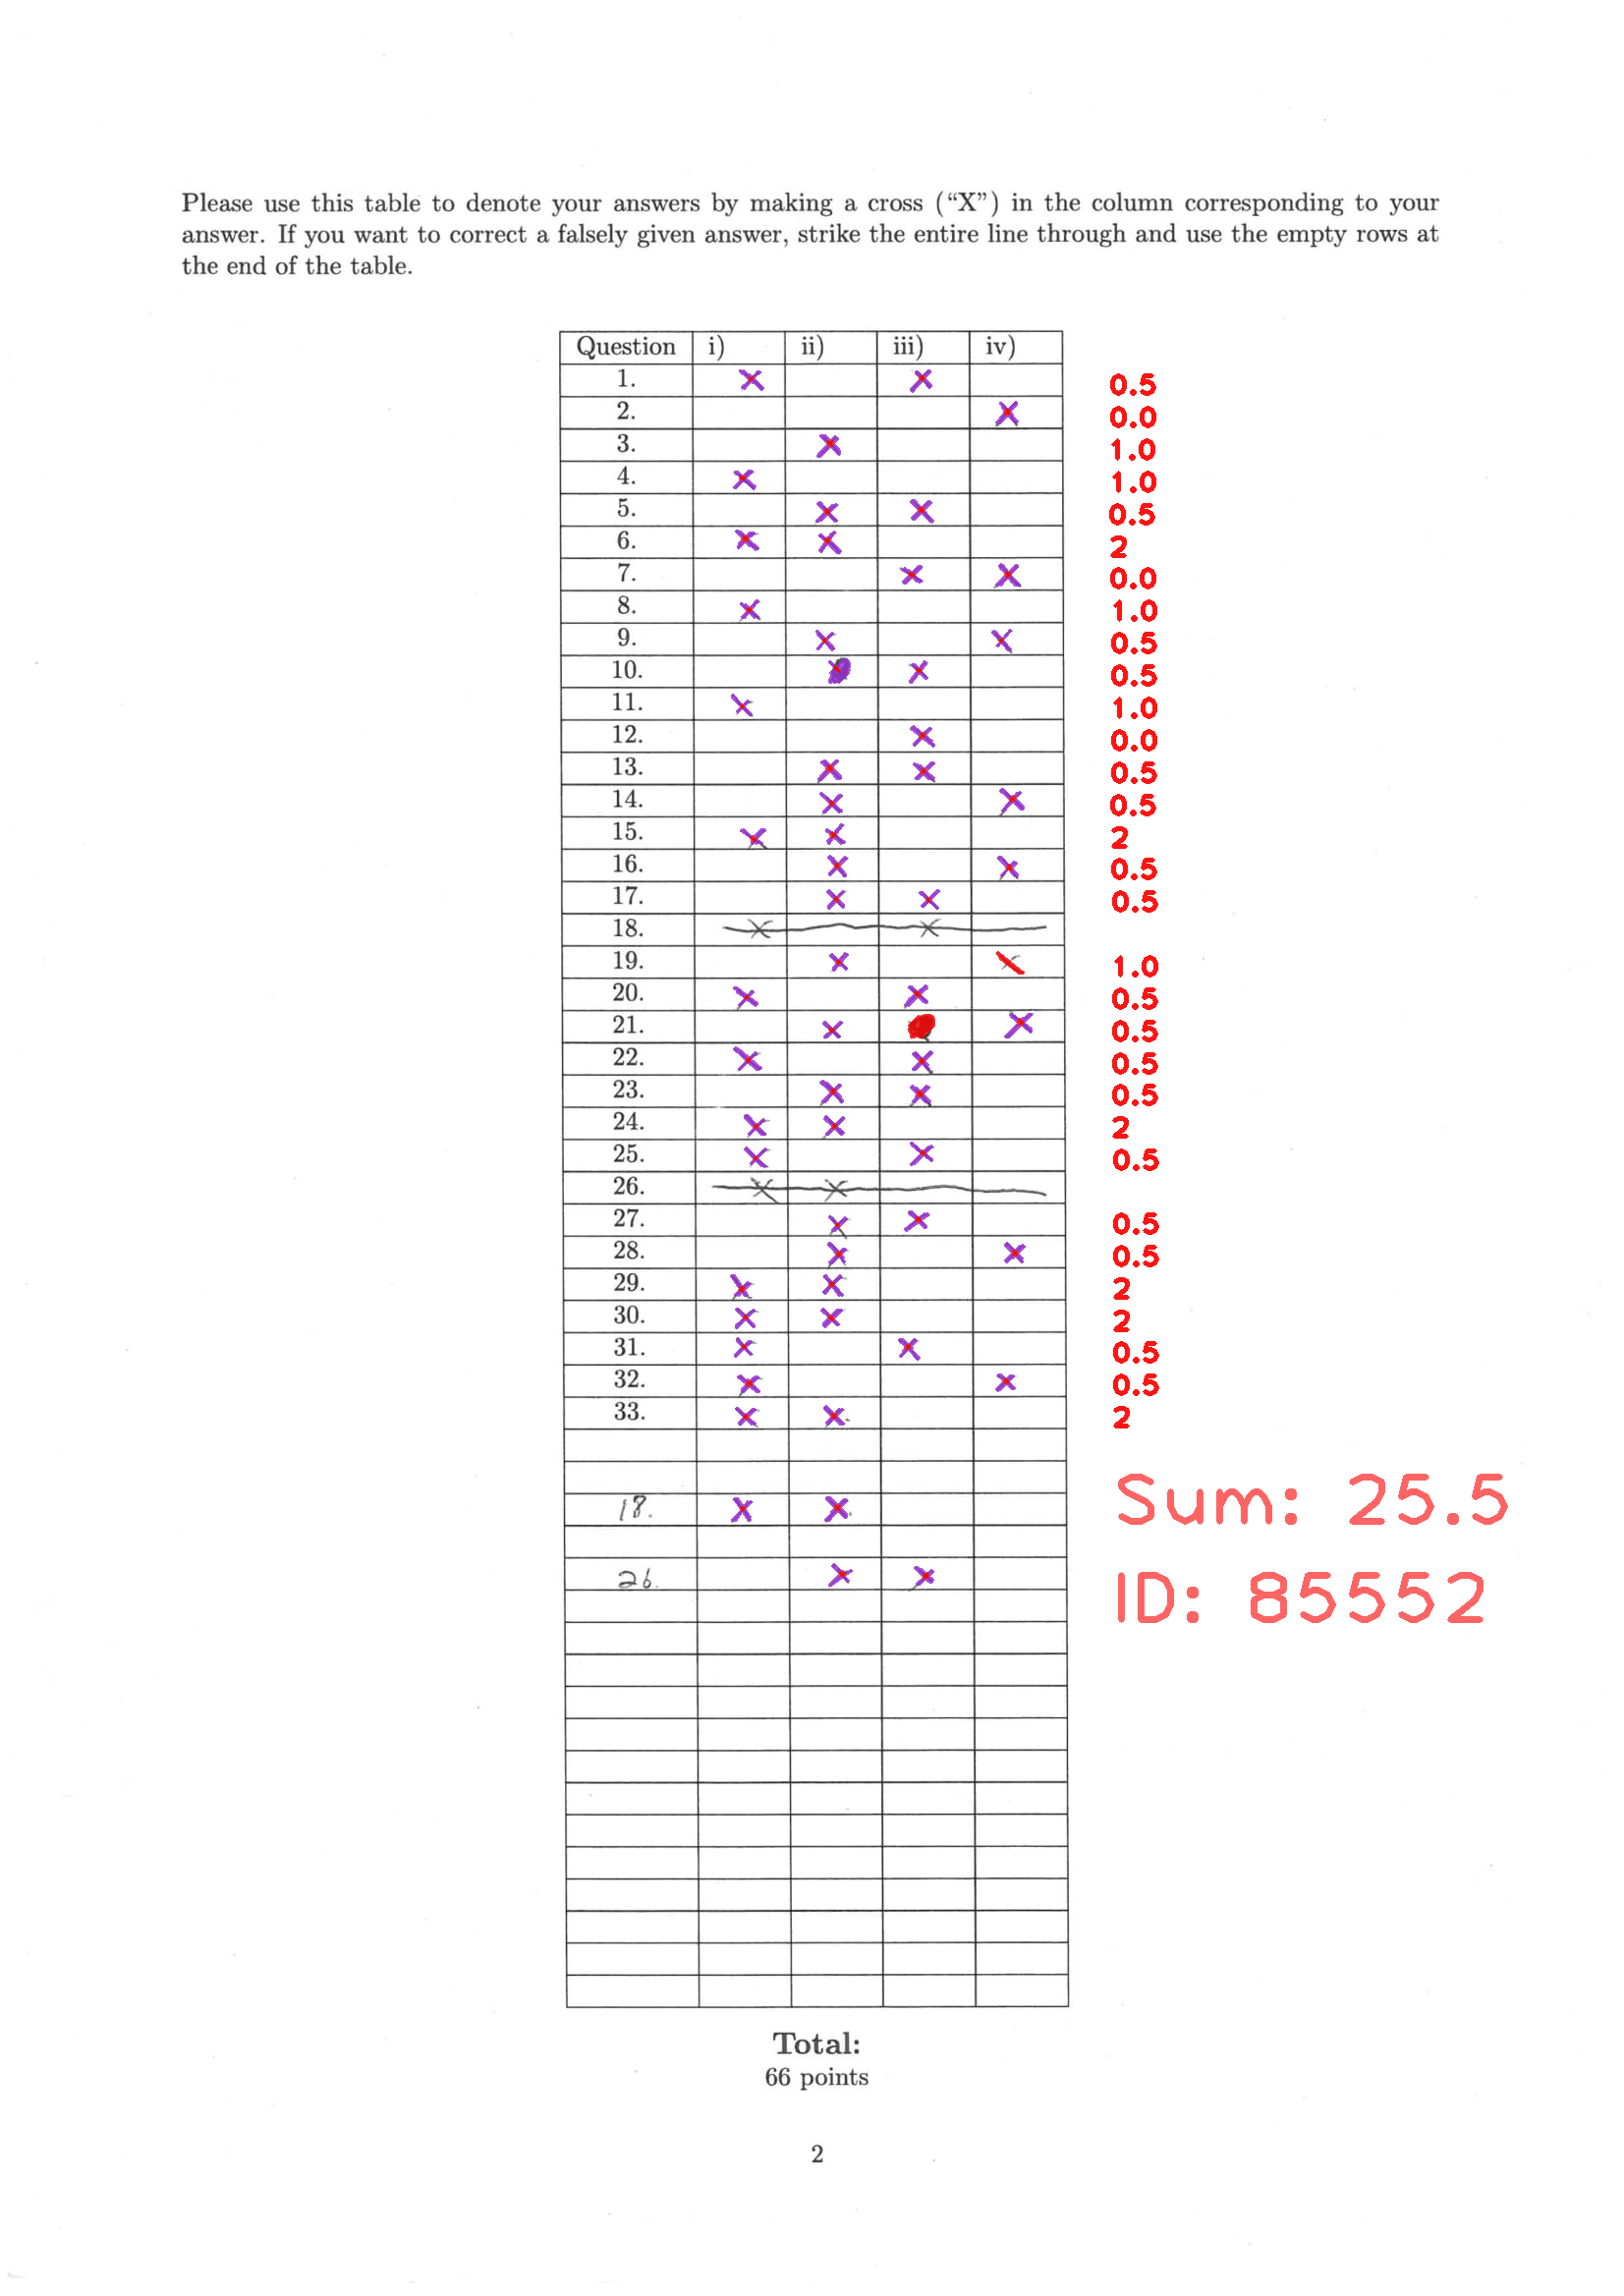 Please use this table to denote your answers by making a cross (“X”) in the column corresponding to your
answer. If you want to correct a falsely given answer, strike the entire line through and use the empty rows at
the end of the table.
Question i) ii) iii) iv)
1. X X 0.5
2. X 0.0
3. X 1.0
4. X 1.0
5. X X 0.5
6. X X 2
7. X X 0.0
8. X 1.0
9. X X 0.5
10. X 0.5
11. X 1.0
12. X 0.0
13. X X 0.5
14. X X 0.5
15. X X 2
16. X X 0.5
17. X X 0.5
18. X X
19. X X 1.0
20. X X 0.5
21. X X 0.5
22. X X 0.5
23. X X 0.5
24. X X 2
25. X X 0.5
26. X X
27. X X 0.5
28. X X 0.5
29. X X 2
30. X X 2
31. X X 0.5
32. X X 0.5
33. X X 2
Sum: 25.5
18. X X
26. X X
ID: 85552
Total:
66 points
2